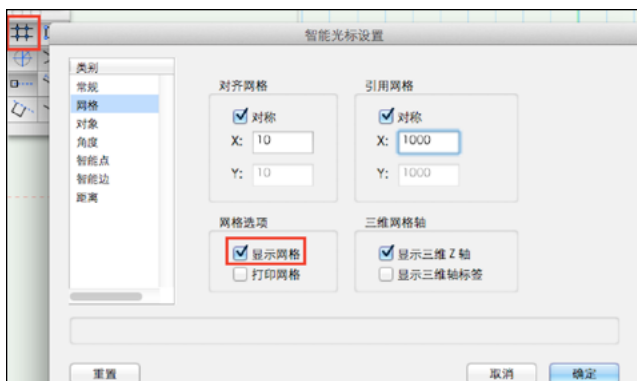 智能光标设置
类别
常规
网格
对象
角度
智能点
智能边
距离
对齐网格
对称
X: 10
Y: 10
引用网格
对称
X: 1000
Y: 1000
网格选项
显示网格
打印网格
三维网格轴
显示三维 Z 轴
显示三维轴标签
重置
取消
确定